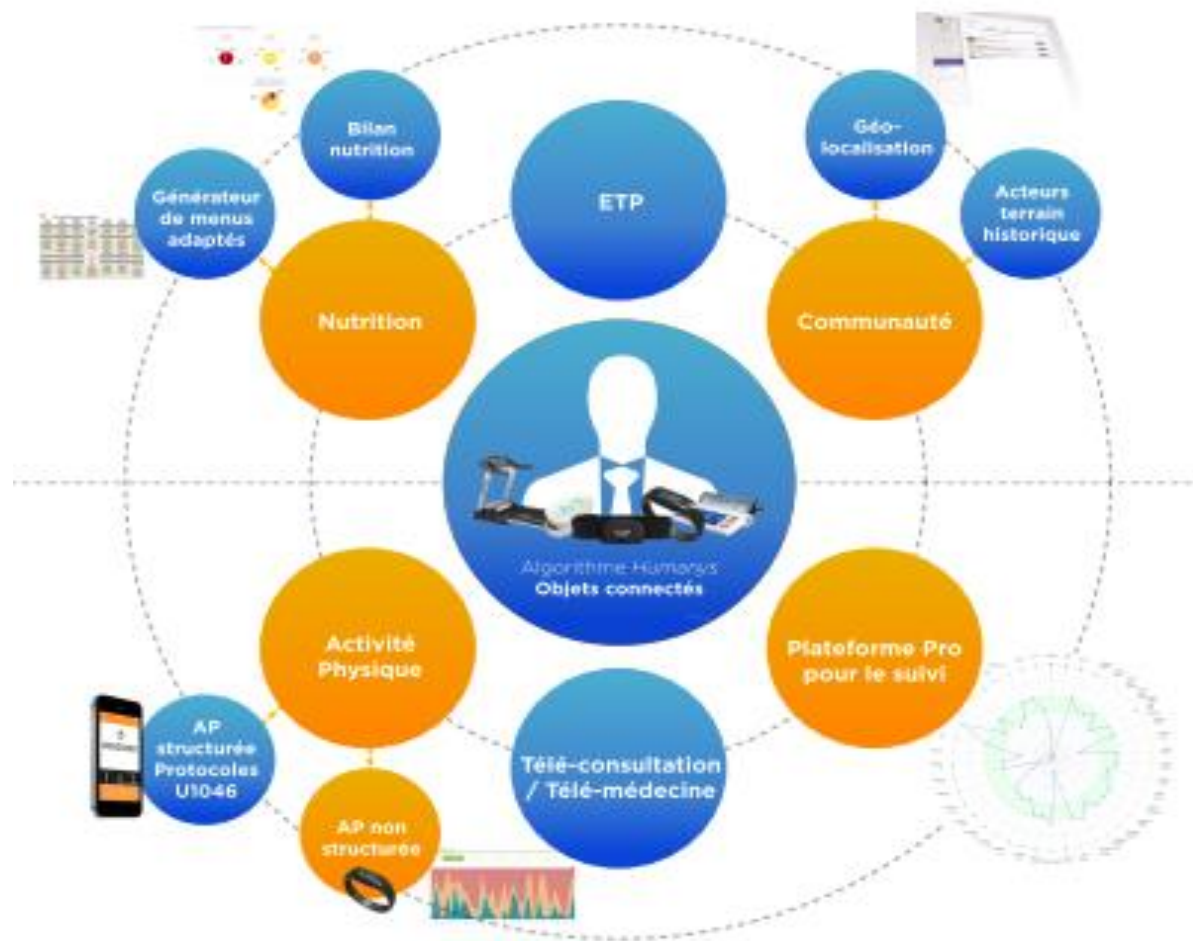 Bilan
nutrition
Géo-
localisation
Générateur
de menus
adaptés
ETP
Acteurs
terrain
historique
Nutrition
Communauté
Algorithme Humanys
Objets connectés
Activité
Physique
Plateforme Pro
pour le suivi
AP
structurée
Protocoles
U1046
Télé-consultation
/ Télé-médecine
AP non
structurée